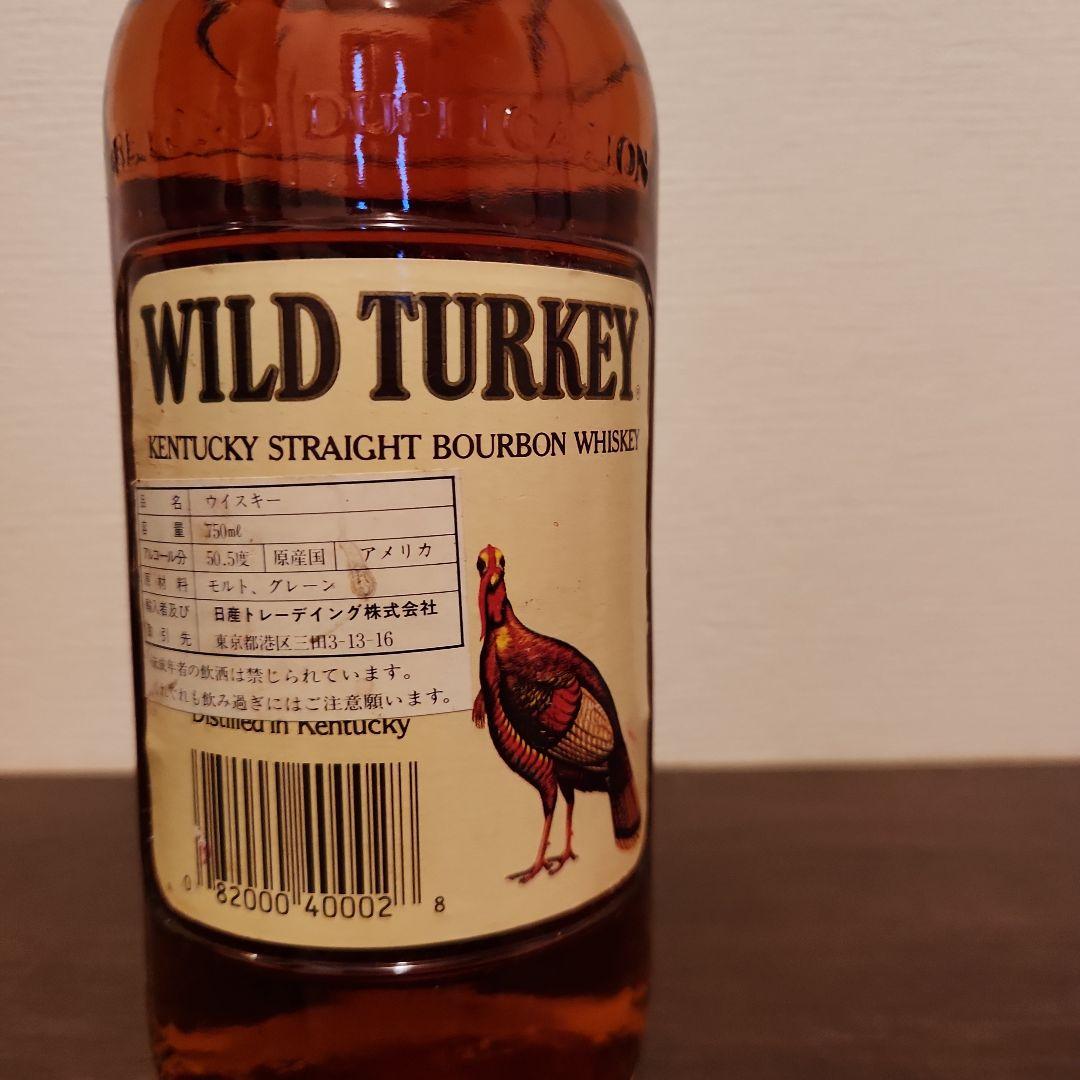 DUPLICATION
WILD TURKEY®
KENTUCKY STRAIGHT BOURBON WHISKEY
品名 ウイスキー
容量 750mℓ
アルコール分 50.5度 原産国 アメリカ
原材料 モルト、グレーン
輸入者及び 日産トレーデイング株式会社
取引先 東京都港区三田3-13-16
未成年者の飲酒は禁じられています。
も飲み過ぎにはご注意願います。
Distilled in Kentucky
0 82000 40002 8